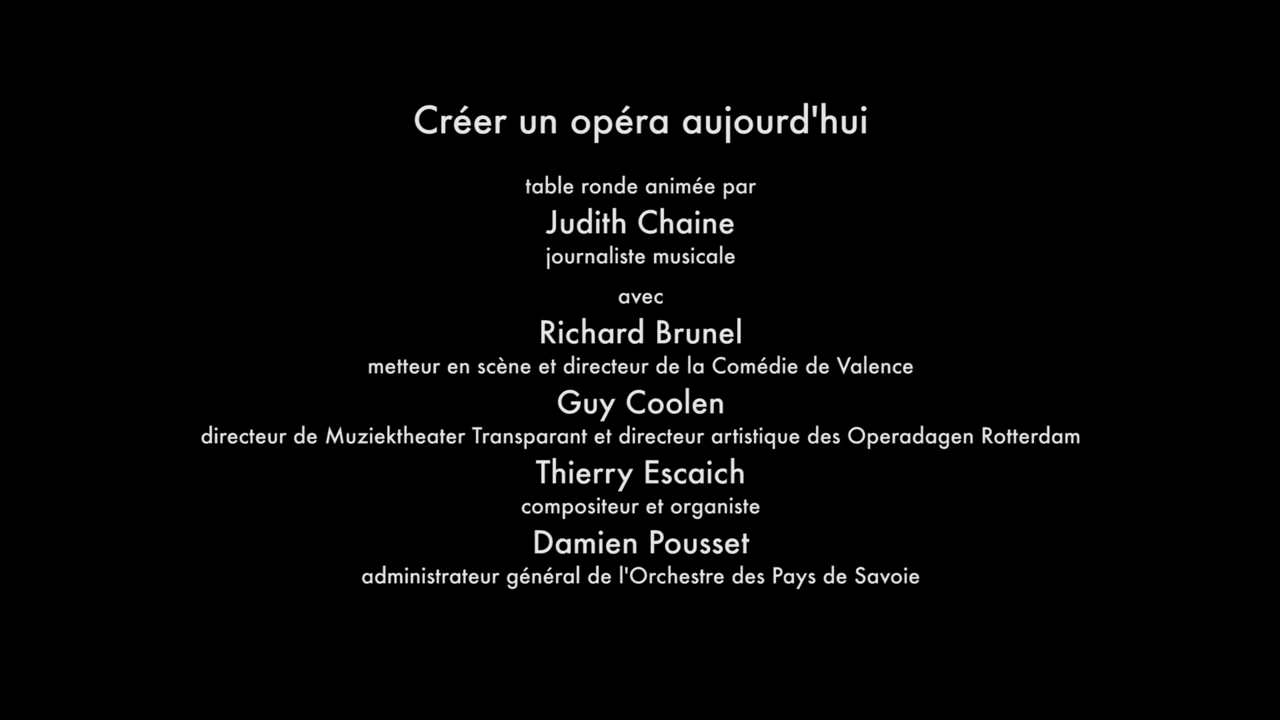 Créer un opéra aujourd'hui
table ronde animée par
Judith Chaine
journaliste musicale
avec
Richard Brunel
metteur en scène et directeur de la Comédie de Valence
Guy Coolen
directeur de Muziektheater Transparant et directeur artistique des Operadagen Rotterdam
Thierry Escaich
compositeur et organiste
Damien Pousset
administrateur général de l'Orchestre des Pays de Savoie